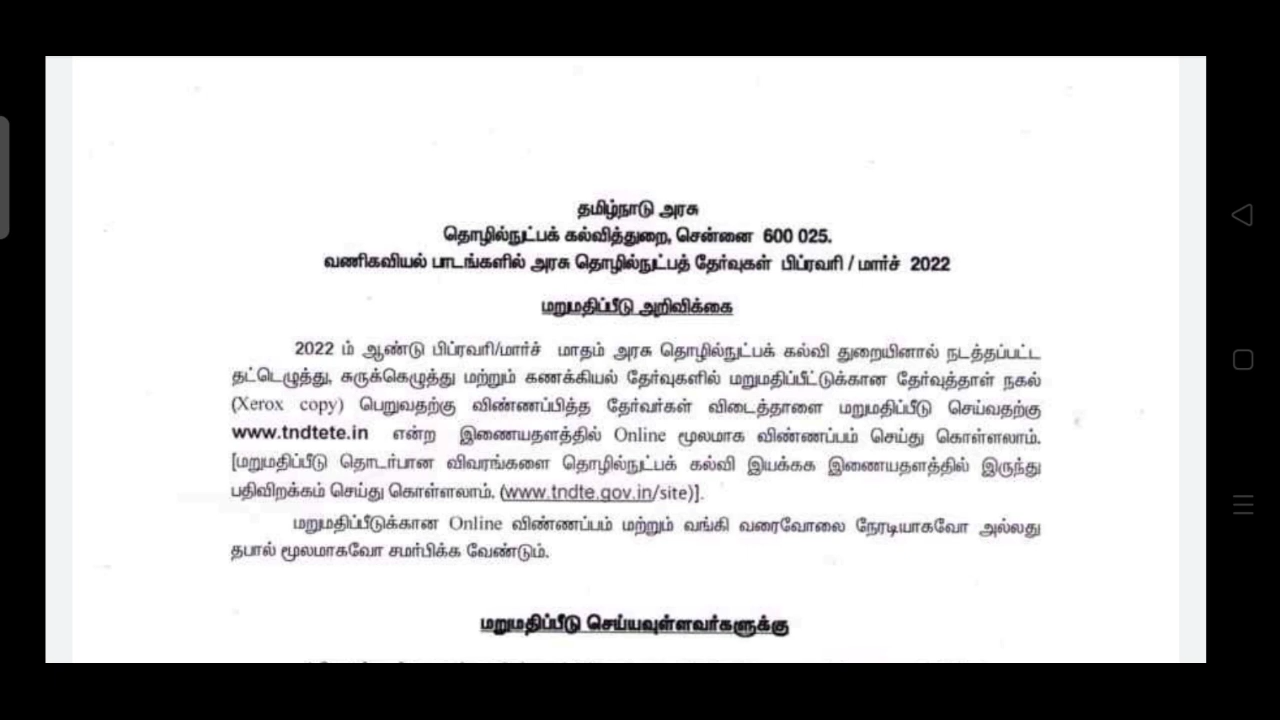 தமிழ்நாடு அரசு
தொழில்நுட்பக் கல்வித்துறை, சென்னை 600 025.
வணிகவியல் பாடங்களில் அரசு தொழில்நுட்பத் தேர்வுகள் பிப்ரவரி / மார்ச் 2022
மறுமதிப்பீடு அறிவிக்கை
2022 ம் ஆண்டு பிப்ரவரி/மார்ச் மாதம் அரசு தொழில்நுட்பக் கல்வி துறையினால் நடத்தப்பட்ட
தட்டெழுத்து, சுருக்கெழுத்து மற்றும் கணக்கியல் தேர்வுகளில் மறுமதிப்பீட்டுக்கான தேர்வுத்தாள் நகல்
(Xerox copy) பெறுவதற்கு விண்ணப்பித்த தேர்வர்கள் விடைத்தாளை மறுமதிப்பீடு செய்வதற்கு
www.tndtete.in என்ற இணையதளத்தில் Online மூலமாக விண்ணப்பம் செய்து கொள்ளலாம்.
[மறுமதிப்பீடு தொடர்பான விவரங்களை தொழில்நுட்பக் கல்வி இயக்கக இணையதளத்தில் இருந்து
பதிவிறக்கம் செய்து கொள்ளலாம். (www.tndte.gov.in/site)].
மறுமதிப்பீடுக்கான Online விண்ணப்பம் மற்றும் வங்கி வரைவோலை நேரடியாகவோ அல்லது
தபால் மூலமாகவோ சமர்பிக்க வேண்டும்.
மறுமதிப்பீடு செய்யவுள்ளவர்களுக்கு